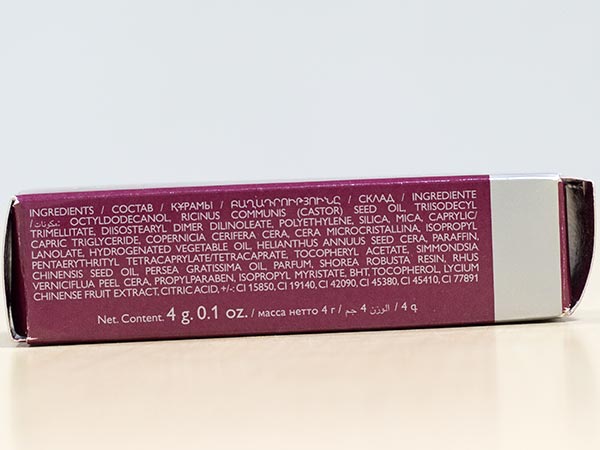 INGREDIENTS / СОСТАВ / ҚҰРАМЫ / ԲԱՂԱԴՐՈՒԹՅՈՒՆԸ / СКЛАД / INGREDIENTE
/ مكونات: OCTYLDODECANOL, RICINUS COMMUNIS (CASTOR) SEED OIL, TRIISODECYL
TRIMELLITATE, DIISOSTEARYL DIMER DILINOLEATE, POLYETHYLENE, SILICA, MICA, CAPRYLIC/
CAPRIC TRIGLYCERIDE, COPERNICIA CERIFERA CERA, CERA MICROCRISTALLINA, ISOPROPYL
LANOLATE, HYDROGENATED VEGETABLE OIL, HELIANTHUS ANNUUS SEED CERA, PARAFFIN,
PENTAERYTHRITYL TETRACAPRYLATE/TETRACAPRATE, TOCOPHERYL ACETATE, SIMMONDSIA
CHINENSIS SEED OIL, PERSEA GRATISSIMA OIL, PARFUM, SHOREA ROBUSTA RESIN, RHUS
VERNICIFLUA PEEL CERA, PROPYLPARABEN, ISOPROPYL MYRISTATE, BHT, TOCOPHEROL, LYCIUM
CHINENSE FRUIT EXTRACT, CITRIC ACID, +/-: CI 15850, CI 19140, CI 42090, CI 45380, CI 45410, CI 77891
Net. Content. 4 g. 0.1 oz. / масса нетто 4 г / الوزن 4 جم / 4 գ